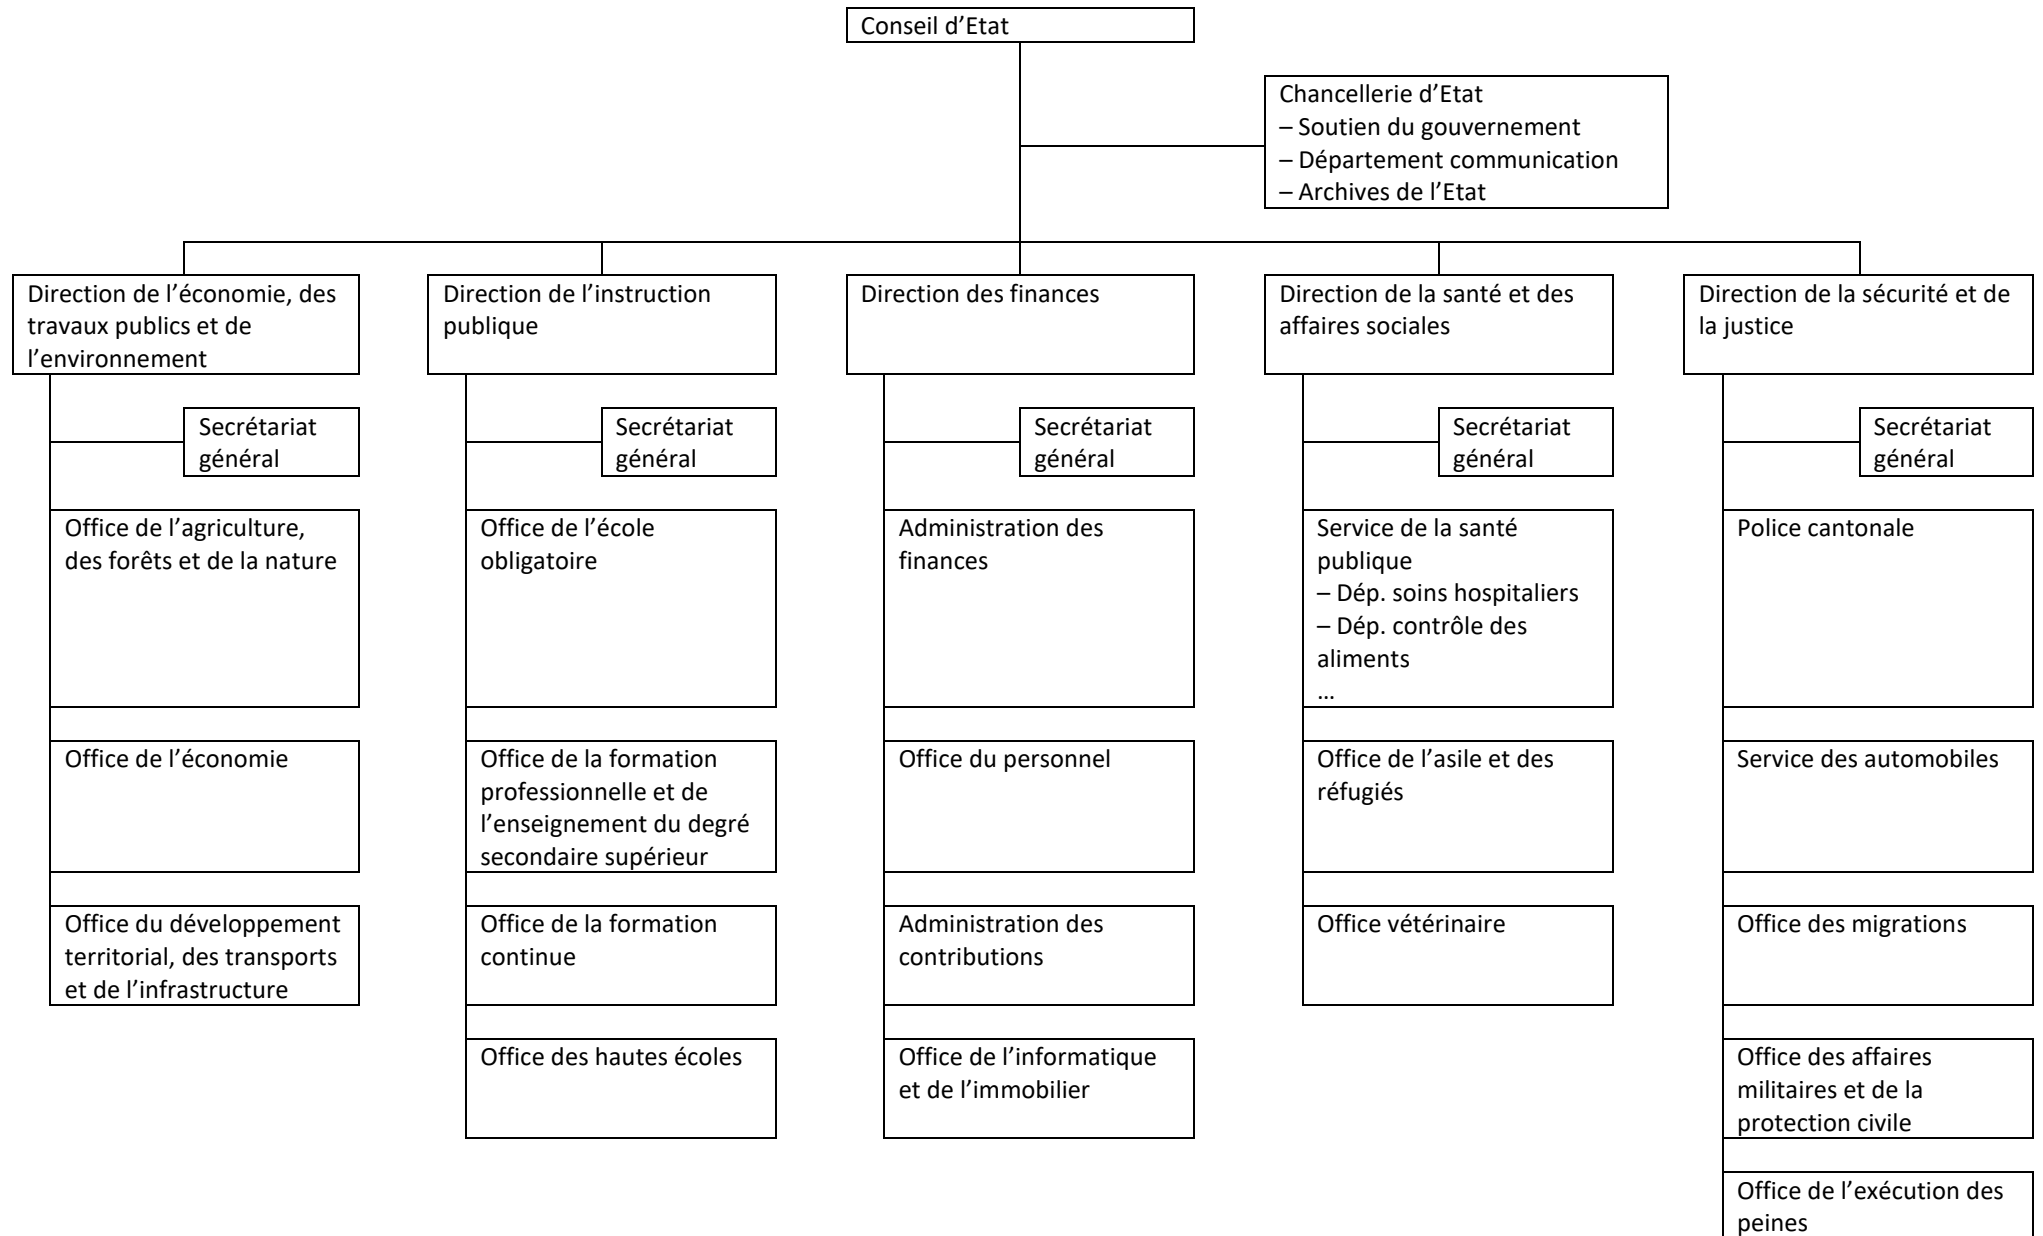 Conseil d’Etat
Chancellerie d’Etat
– Soutien du gouvernement
– Département communication
– Archives de l’Etat
Direction de l’économie, des
travaux publics et de
l’environnement
Direction de l’instruction
publique
Direction des finances
Direction de la santé et des
affaires sociales
Direction de la sécurité et de
la justice
Secrétariat
général
Secrétariat
général
Secrétariat
général
Secrétariat
général
Secrétariat
général
Office de l’agriculture,
des forêts et de la nature
Office de l’école
obligatoire
Administration des
finances
Service de la santé
publique
– Dép. soins hospitaliers
– Dép. contrôle des
aliments
…
Police cantonale
Office de l’économie
Office de la formation
professionnelle et de
l’enseignement du degré
secondaire supérieur
Office du personnel
Office de l’asile et des
réfugiés
Service des automobiles
Office du développement
territorial, des transports
et de l’infrastructure
Office de la formation
continue
Administration des
contributions
Office vétérinaire
Office des migrations
Office des hautes écoles
Office de l’informatique
et de l’immobilier
Office des affaires
militaires et de la
protection civile
Office de l’exécution des
peines